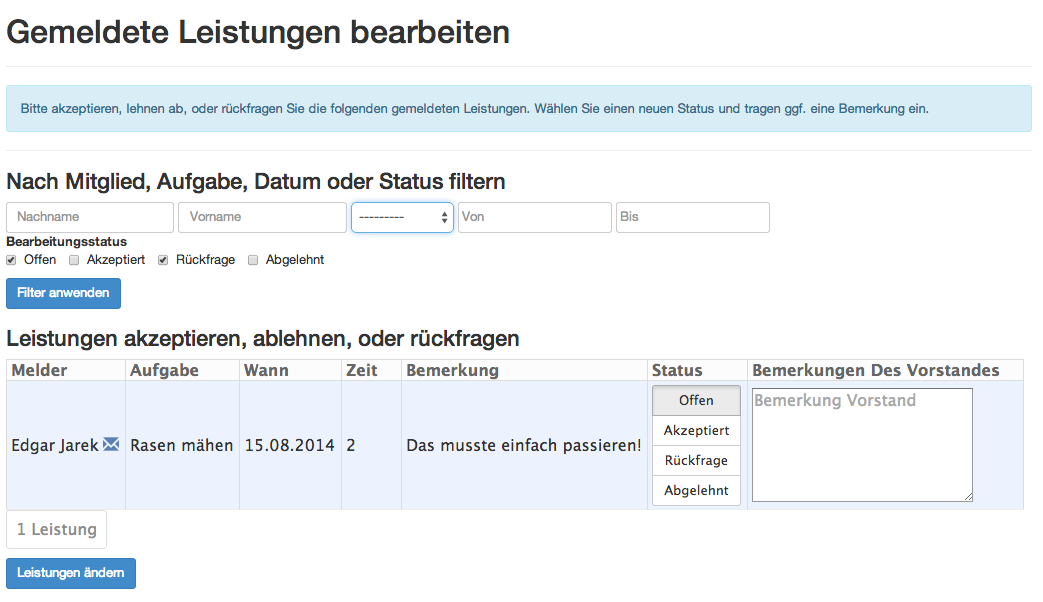 Gemeldete Leistungen bearbeiten
Bitte akzeptieren, lehnen ab, oder rückfragen Sie die folgenden gemeldeten Leistungen. Wählen Sie einen neuen Status und tragen ggf. eine Bemerkung ein.
Nach Mitglied, Aufgabe, Datum oder Status filtern
Nachname Vorname --------- Von Bis
Bearbeitungsstatus
Offen Akzeptiert Rückfrage Abgelehnt
Filter anwenden
Leistungen akzeptieren, ablehnen, oder rückfragen
Melder Aufgabe Wann Zeit Bemerkung Status Bemerkungen Des Vorstandes
Edgar Jarek Rasen mähen 15.08.2014 2 Das musste einfach passieren!
Offen
Akzeptiert
Rückfrage
Abgelehnt
Bemerkung Vorstand
1 Leistung
Leistungen ändern